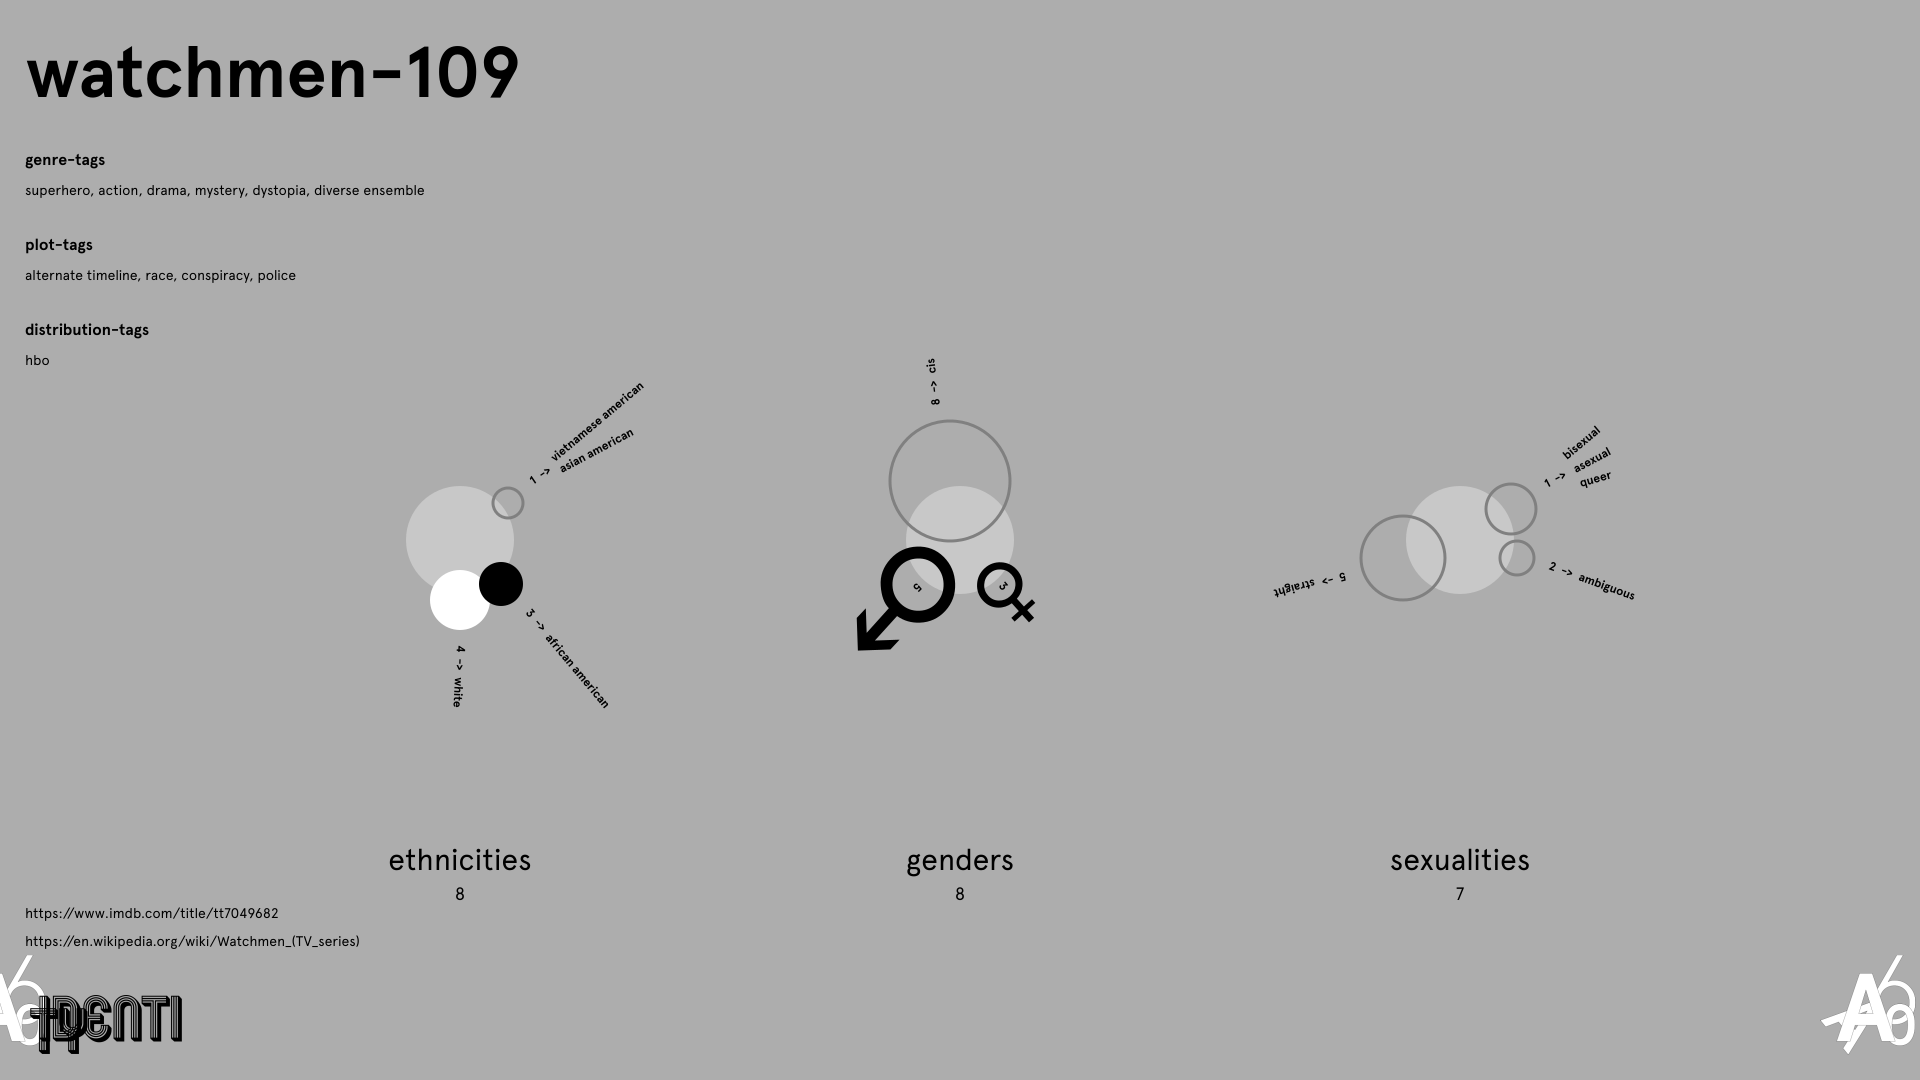 watchmen-109
genre-tags
superhero, action, drama, mystery, dystopia, diverse ensemble
plot-tags
alternate timeline, race, conspiracy, police
distribution-tags
hbo
1 -> vietnamese american
asian american
3 -> african american
4 -> white
8 -> cis
5
3
1 -> bisexual
asexual
queer
2 -> ambiguous
5 -> straight
ethnicities
8
genders
8
sexualities
7
https://www.imdb.com/title/tt7049682
https://en.wikipedia.org/wiki/Watchmen_(TV_series)
IDENTI